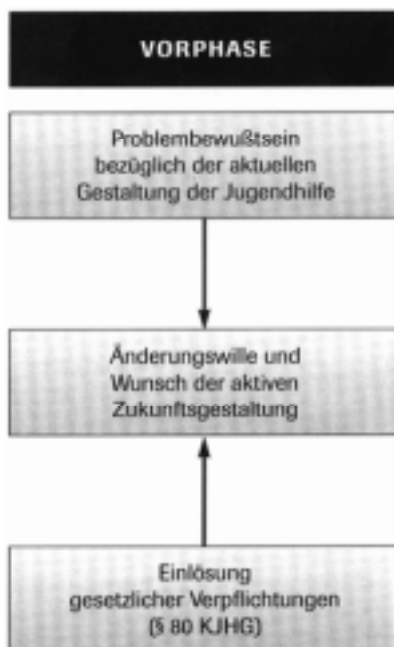 VORPHASE
Problembewußtsein
bezüglich der aktuellen
Gestaltung der Jugendhilfe
Änderungswille und
Wunsch der aktiven
Zukunftsgestaltung
Einlösung
gesetzlicher Verpflichtungen
(§ 80 KJHG)